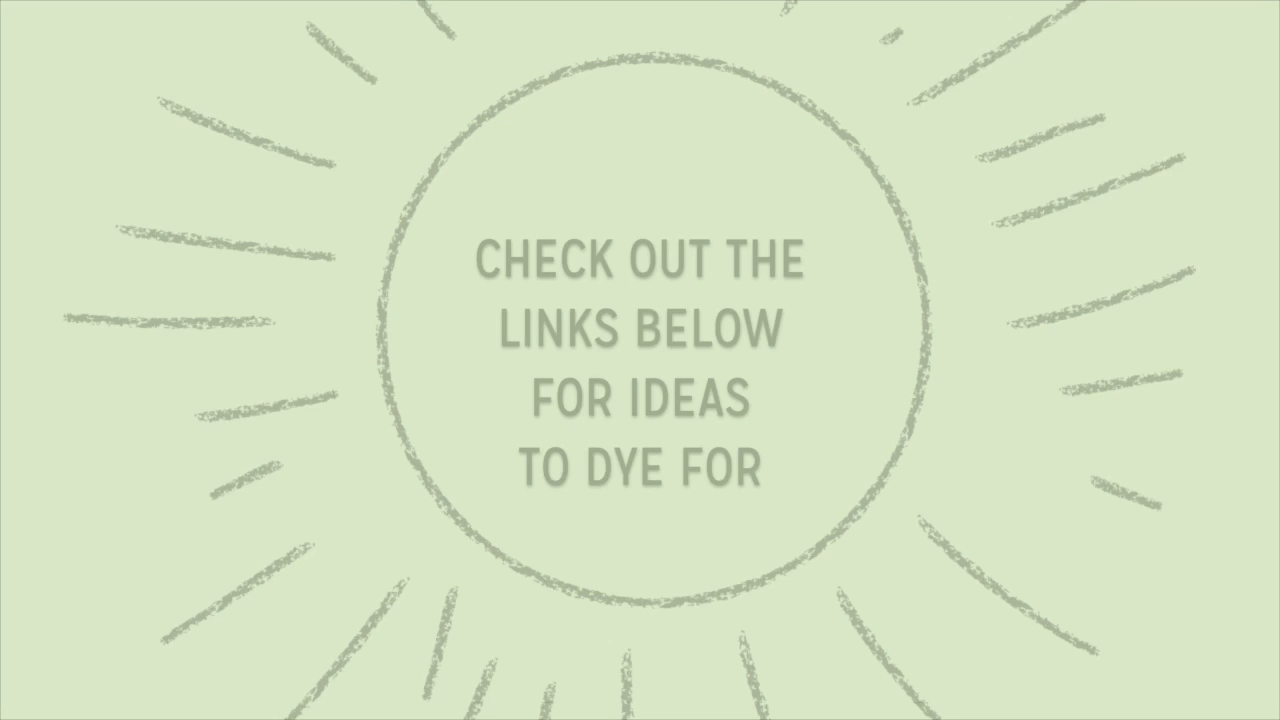 CHECK OUT THE
LINKS BELOW
FOR IDEAS
TO DYE FOR